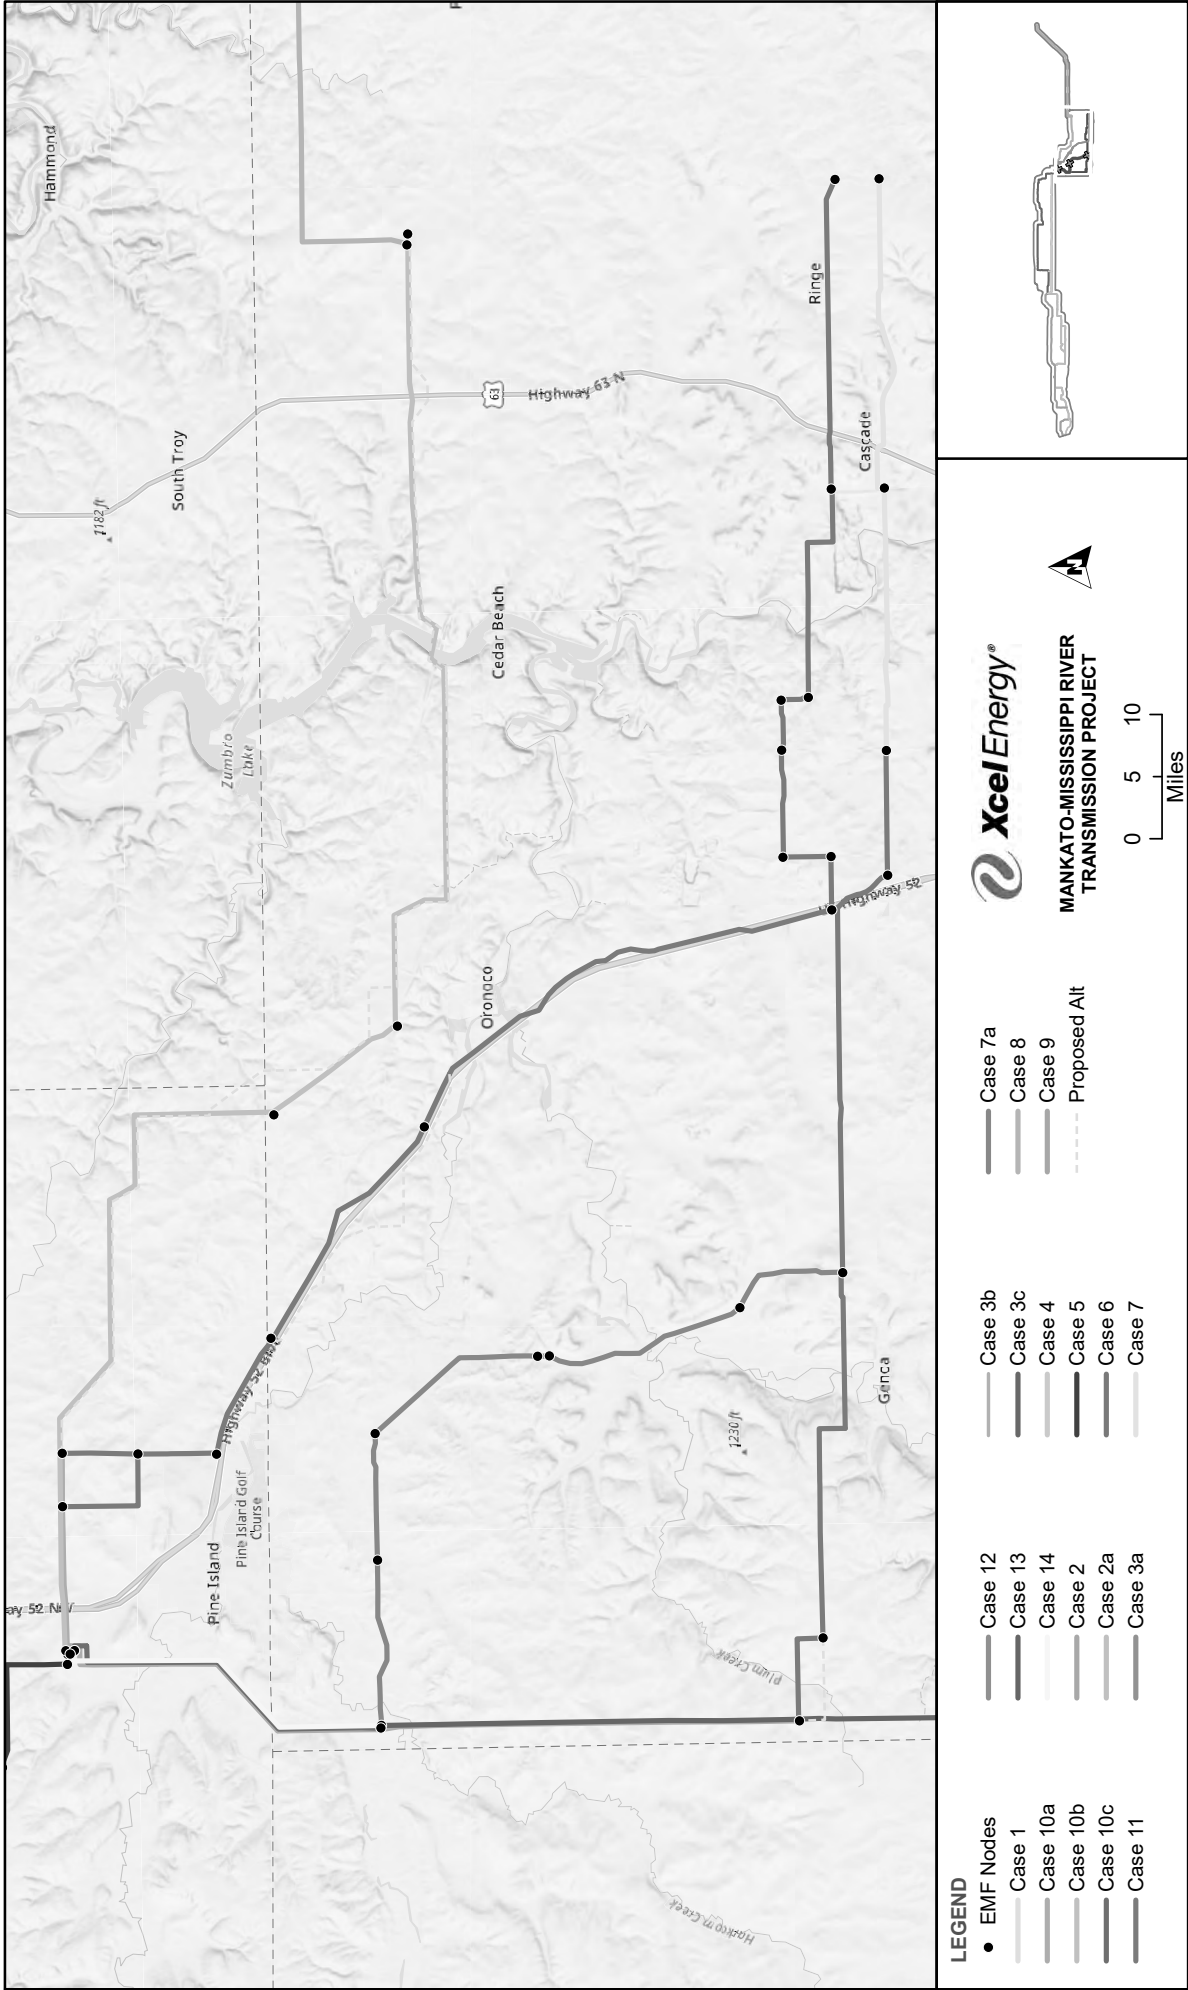 Hammond
South Troy
1182 ft
Zumbro
Lake
Cedar Beach
63
Highway 63 N
Ringe
Cascade
Oronoco
Highway 52
Highway 52 Blvd
Pine Island Golf
Course
Pine Island
ay 52 NW
1230 ft
Genoa
Plum Creek
Harkcom Creek
LEGEND
EMF Nodes
Case 1
Case 10a
Case 10b
Case 10c
Case 11
Case 12
Case 13
Case 14
Case 2
Case 2a
Case 3a
Case 3b
Case 3c
Case 4
Case 5
Case 6
Case 7
Case 7a
Case 8
Case 9
Proposed Alt
Xcel Energy®
MANKATO-MISSISSIPPI RIVER
TRANSMISSION PROJECT
0 5 10
Miles
N